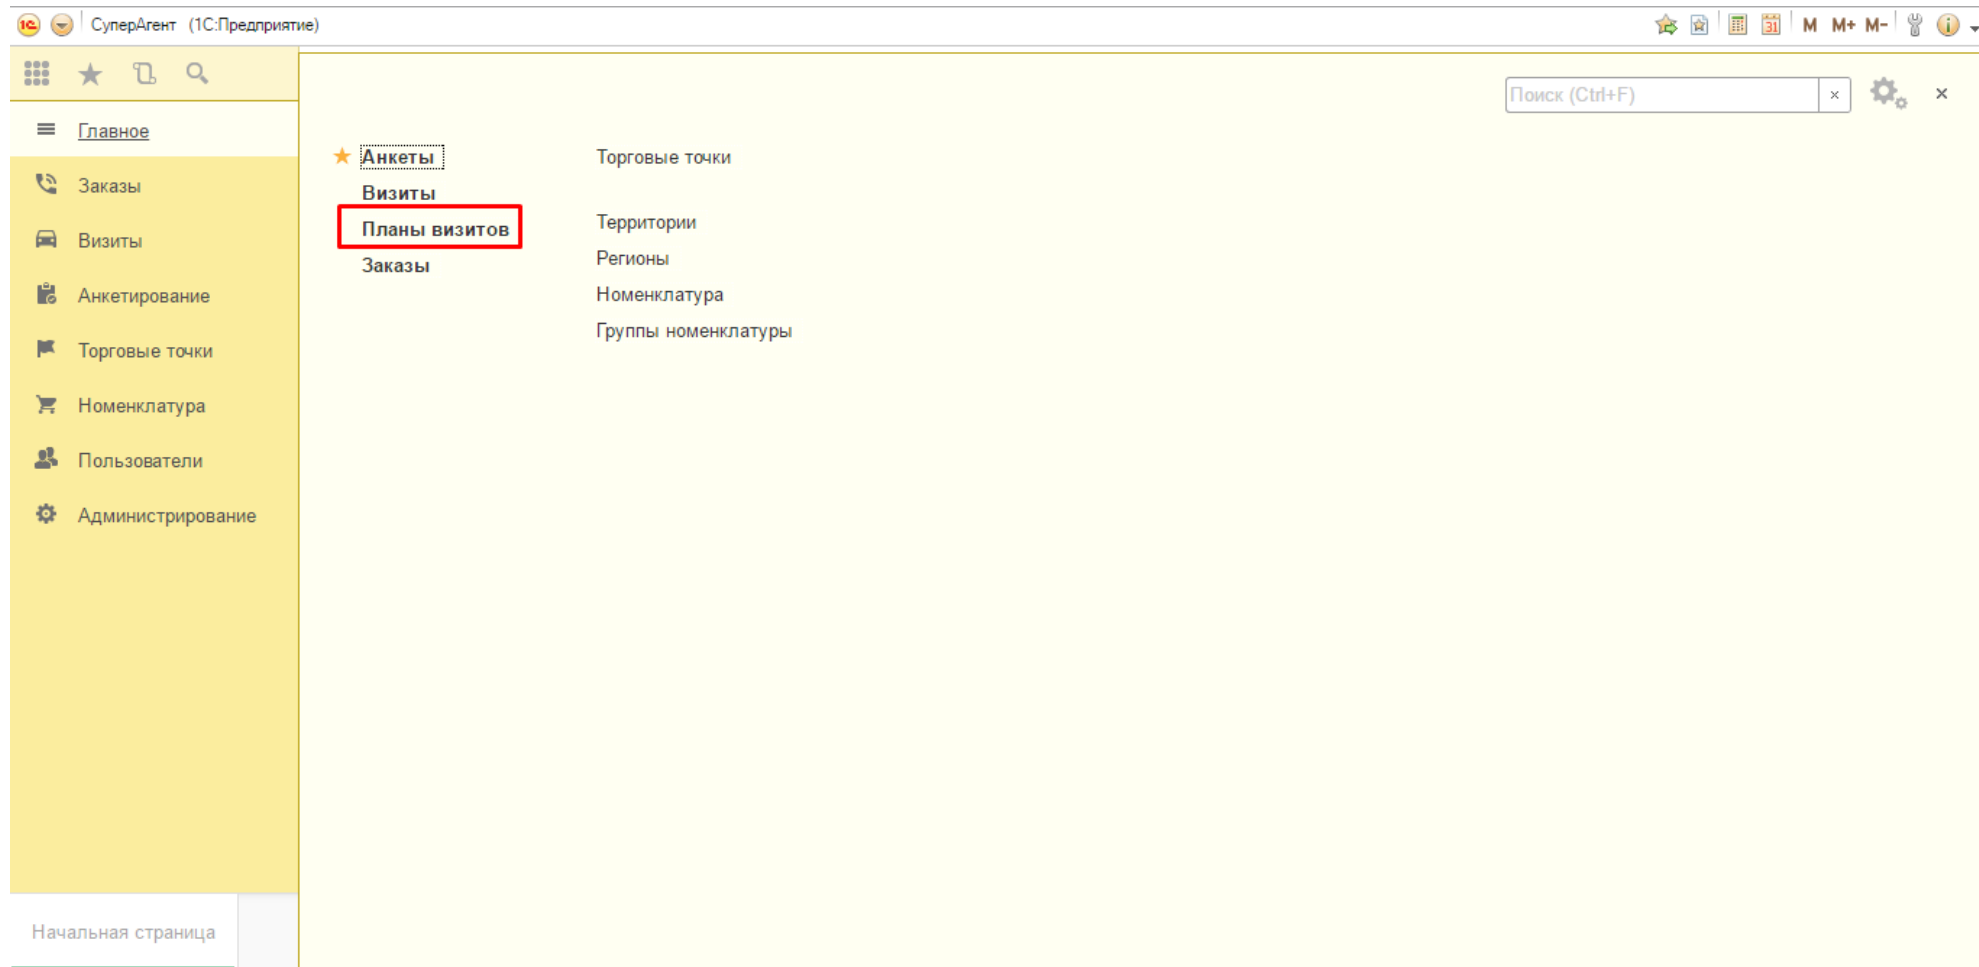 СуперАгент (1С:Предприятие)
31 M M+ M-
Поиск (Ctrl+F)
Главное
Заказы
Визиты
Анкетирование
Торговые точки
Номенклатура
Пользователи
Администрирование
Анкеты
Визиты
Планы визитов
Заказы
Торговые точки
Территории
Регионы
Номенклатура
Группы номенклатуры
Начальная страница